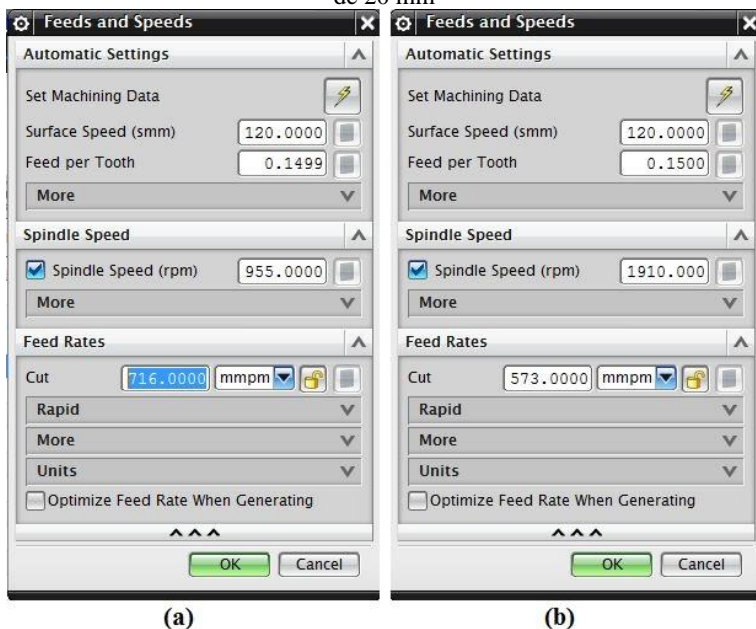 de 20 mm
Feeds and Speeds
Automatic Settings
Set Machining Data
Surface Speed (smm) 120.0000
Feed per Tooth 0.1499
More
Spindle Speed
Spindle Speed (rpm) 955.0000
More
Feed Rates
Cut 716.0000 mmpm
Rapid
More
Units
Optimize Feed Rate When Generating
OK Cancel
(a)
Feeds and Speeds
Automatic Settings
Set Machining Data
Surface Speed (smm) 120.0000
Feed per Tooth 0.1500
More
Spindle Speed
Spindle Speed (rpm) 1910.000
More
Feed Rates
Cut 573.0000 mmpm
Rapid
More
Units
Optimize Feed Rate When Generating
OK Cancel
(b)